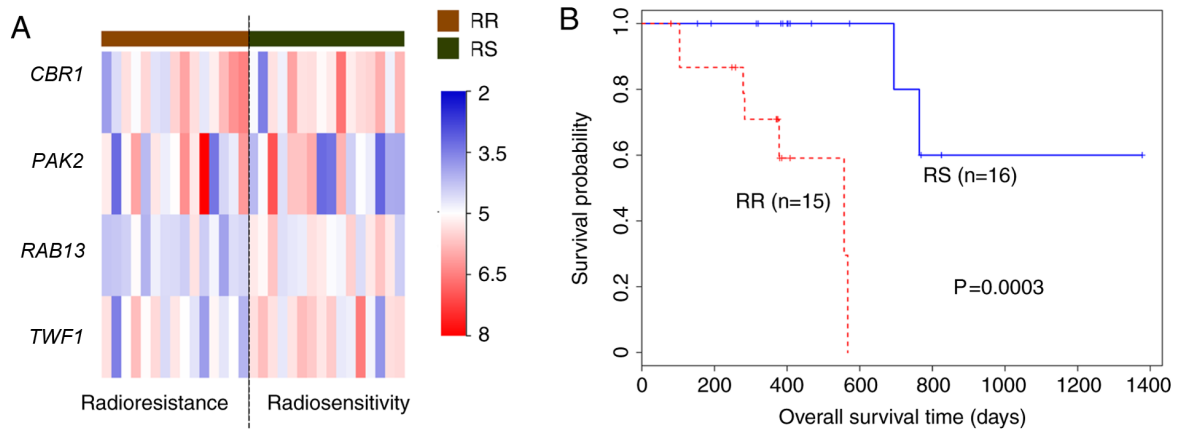 A
RR
RS
CBR1
PAK2
RAB13
TWF1
2
3.5
5
6.5
8
Radioresistance
Radiosensitivity
B
Survival probability
1.0
0.8
0.6
0.4
0.2
0
RS (n=16)
RR (n=15)
P=0.0003
0
200
400
600
800
1000
1200
1400
Overall survival time (days)